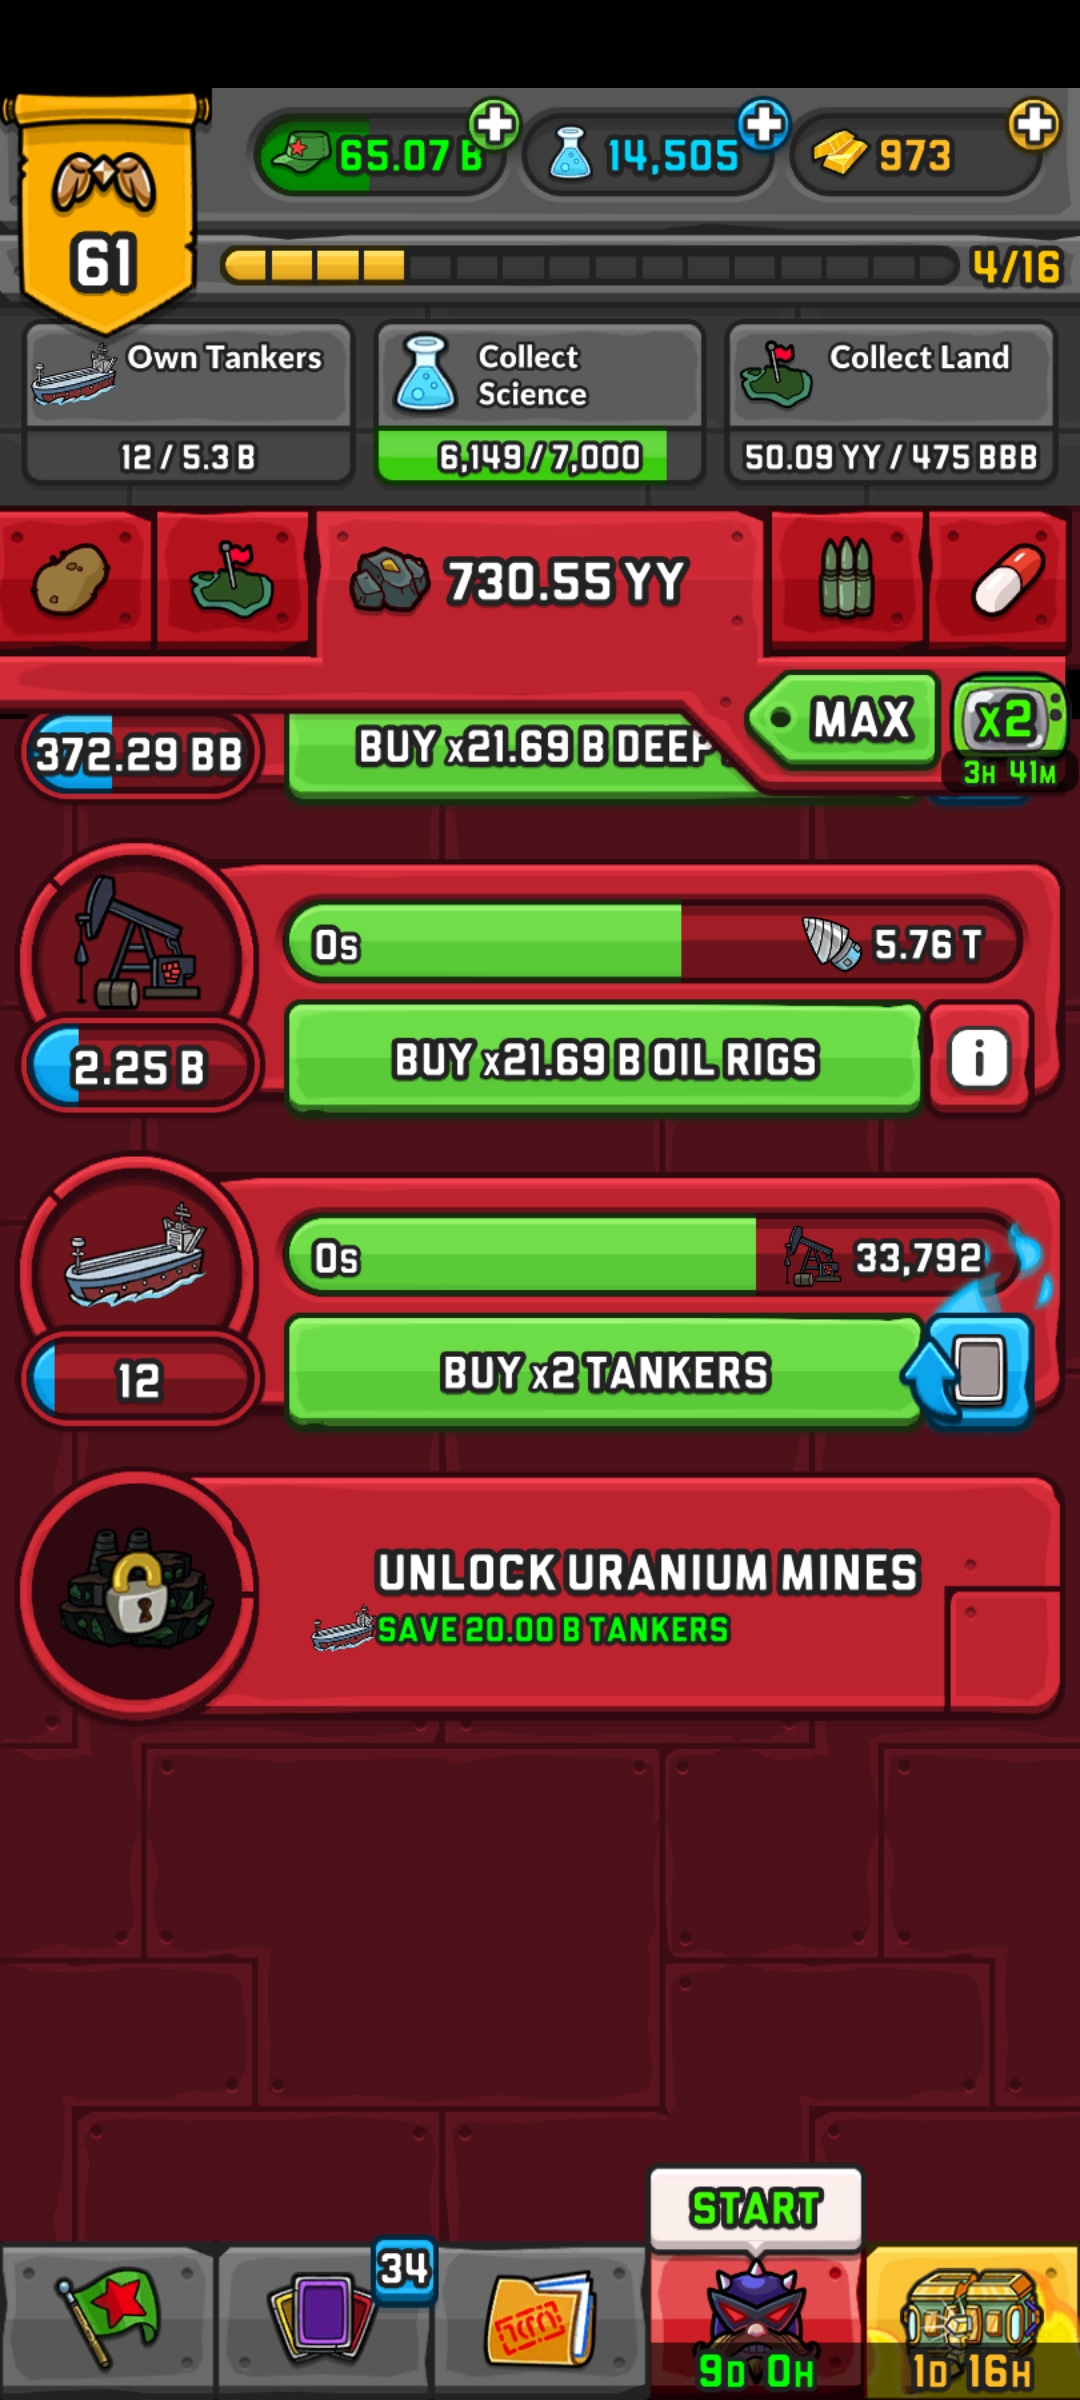 65.07 B
14,505
973
61
4/16
Own Tankers
12 / 5.3 B
Collect
Science
6,149 / 7,000
Collect Land
50.09 YY / 475 BBB
730.55 YY
MAX
x2
3H 41M
372.29 BB
BUY x21.69 B DEEP
0s
5.76 T
2.25 B
BUY x21.69 B OIL RIGS
i
0s
33,792
12
BUY x2 TANKERS
UNLOCK URANIUM MINES
SAVE 20.00 B TANKERS
START
34
9D 0H
1D 16H